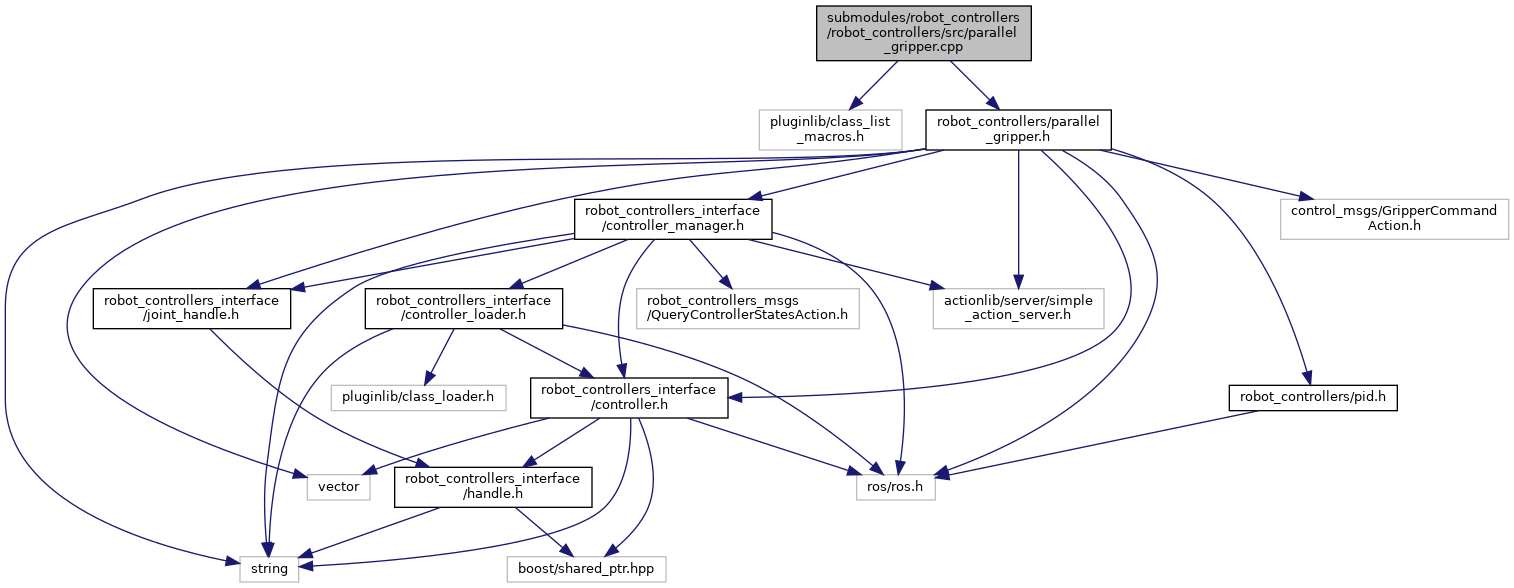 submodules/robot_controllers
/robot_controllers/src/parallel
_gripper.cpp
pluginlib/class_list
_macros.h
robot_controllers/parallel
_gripper.h
robot_controllers_interface
/controller_manager.h
control_msgs/GripperCommand
Action.h
robot_controllers_interface
/joint_handle.h
robot_controllers_interface
/controller_loader.h
robot_controllers_msgs
/QueryControllerStatesAction.h
actionlib/server/simple
_action_server.h
pluginlib/class_loader.h
robot_controllers_interface
/controller.h
robot_controllers/pid.h
vector
robot_controllers_interface
/handle.h
ros/ros.h
string
boost/shared_ptr.hpp